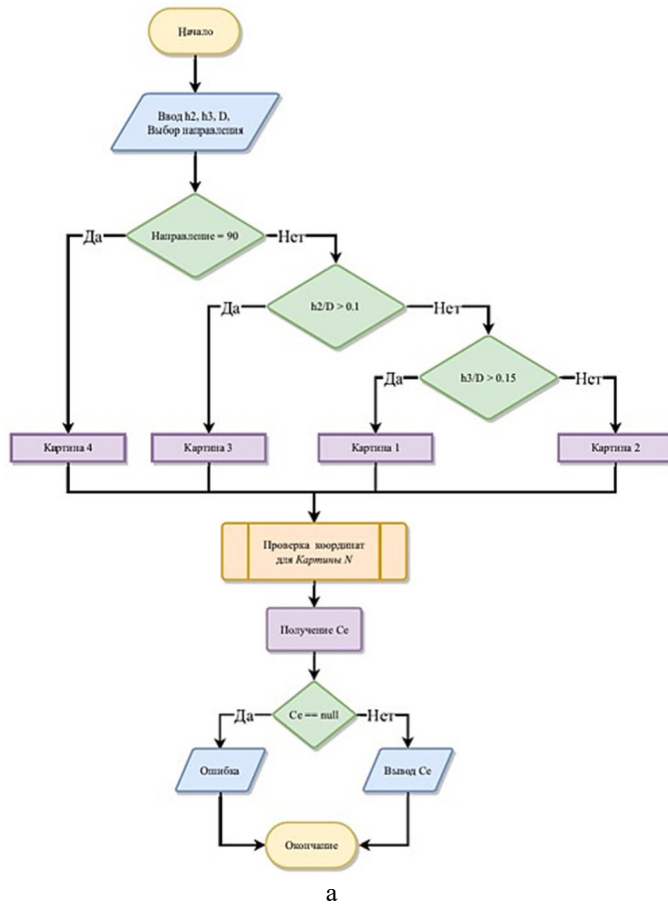 Начало
Ввод h2, h3, D,
Выбор направления
Да
Направление = 90
Нет
Да
h2/D > 0.1
Нет
Да
h3/D > 0.15
Нет
Картина 4
Картина 3
Картина 1
Картина 2
Проверка координат
для Картины N
Получение Ce
Да
Ce == null
Нет
Ошибка
Вывод Ce
Окончание
а